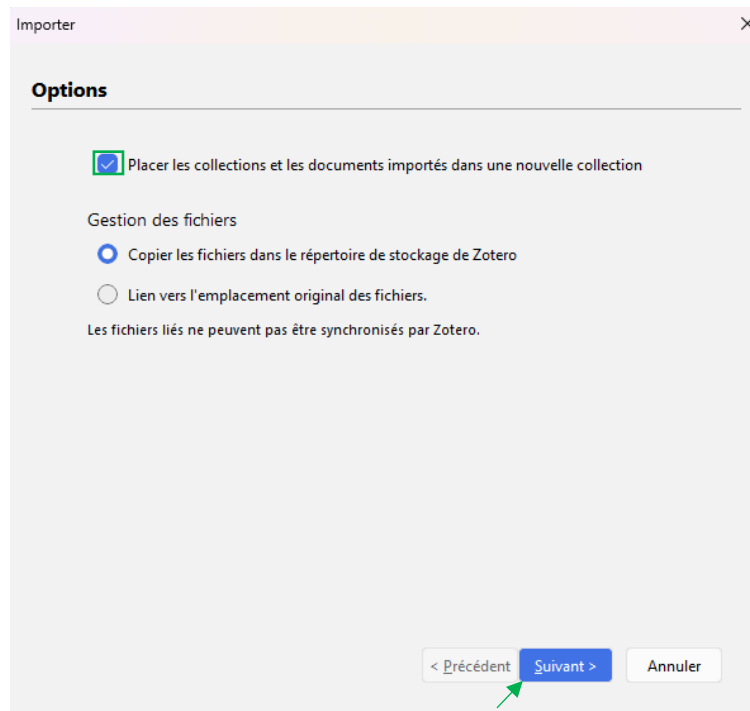 Importer
Options
Placer les collections et les documents importés dans une nouvelle collection
Gestion des fichiers
Copier les fichiers dans le répertoire de stockage de Zotero
Lien vers l'emplacement original des fichiers.
Les fichiers liés ne peuvent pas être synchronisés par Zotero.
< Précédent Suivant > Annuler